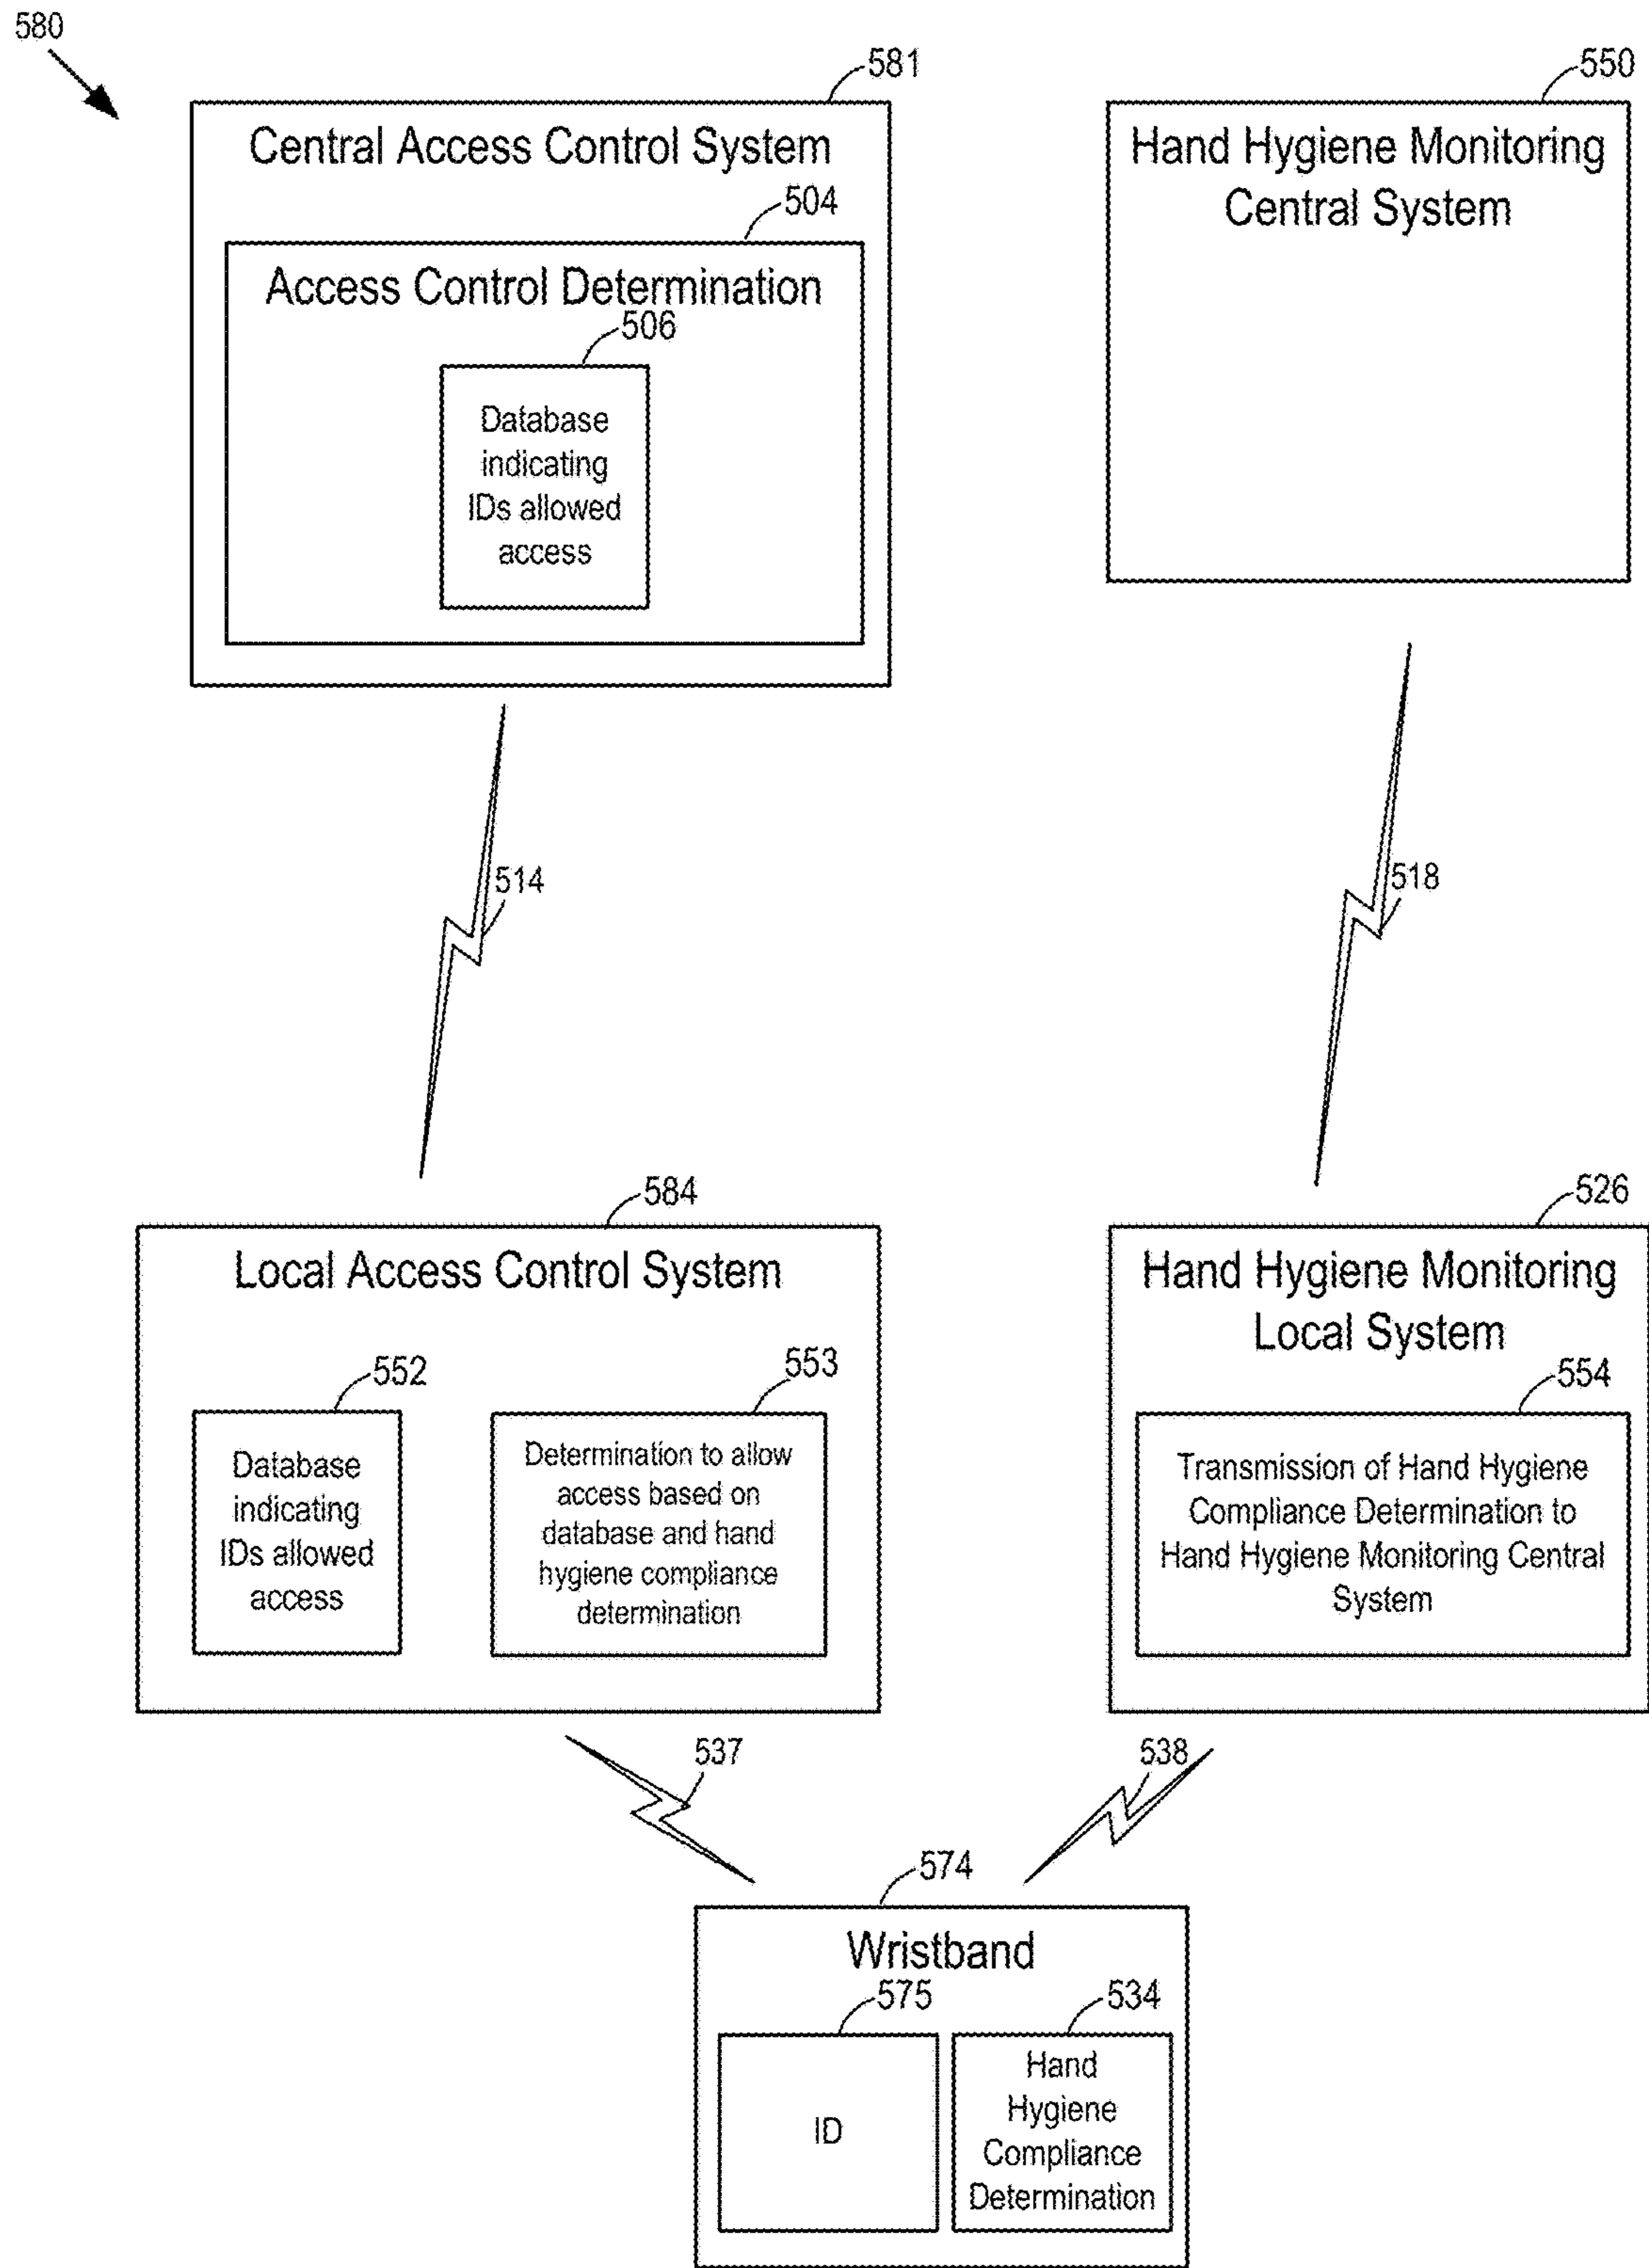 580
581
Central Access Control System
504
Access Control Determination
506
Database
indicating
IDs allowed
access
550
Hand Hygiene Monitoring
Central System
514
518
584
Local Access Control System
552
Database
indicating
IDs allowed
access
553
Determination to allow
access based on
database and hand
hygiene compliance
determination
526
Hand Hygiene Monitoring
Local System
554
Transmission of Hand Hygiene
Compliance Determination to
Hand Hygiene Monitoring Central
System
537
538
574
Wristband
575
ID
534
Hand
Hygiene
Compliance
Determination